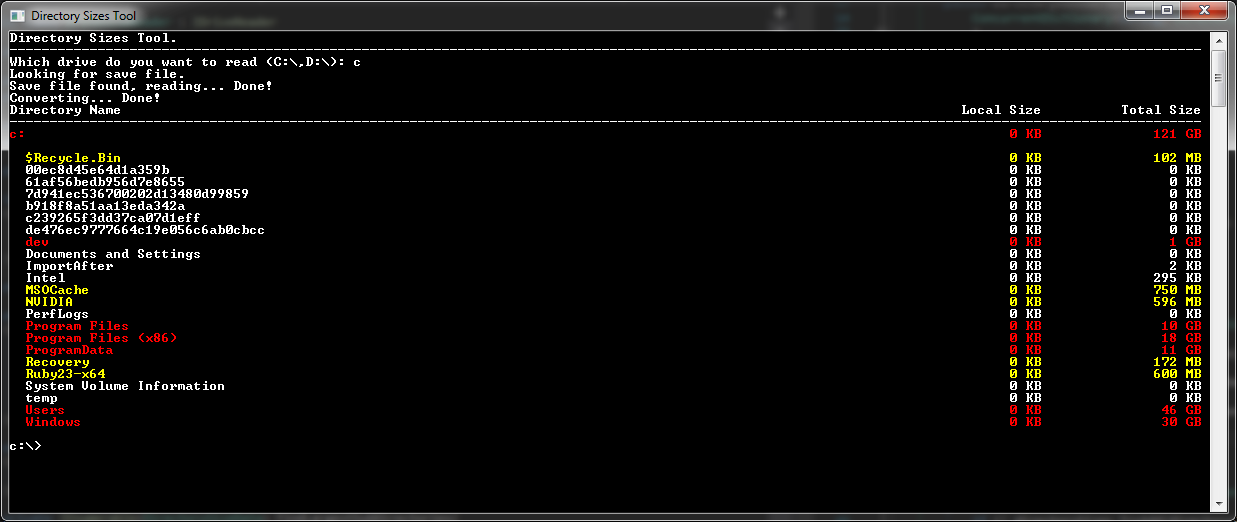 Directory Sizes Tool
Directory Sizes Tool.
Which drive do you want to read (C:\,D:\): c
Looking for save file.
Save file found, reading... Done!
Converting... Done!
Directory Name Local Size Total Size
c: 0 KB 121 GB
$Recycle.Bin 0 KB 102 MB
00ec8d45e64d1a359b 0 KB 0 KB
61af56bedb956d7e8655 0 KB 0 KB
7d941ec536700202d13480d99859 0 KB 0 KB
b918f8a51aa13eda342a 0 KB 0 KB
c239265f3dd37ca07d1eff 0 KB 0 KB
de476ec9777664c19e056c6ab0cbcc 0 KB 0 KB
dev 0 KB 1 GB
Documents and Settings 0 KB 0 KB
ImportAfter 0 KB 2 KB
Intel 0 KB 295 KB
MSOCache 0 KB 750 MB
NVIDIA 0 KB 596 MB
PerfLogs 0 KB 0 KB
Program Files 0 KB 10 GB
Program Files (x86) 0 KB 18 GB
ProgramData 0 KB 11 GB
Recovery 0 KB 172 MB
Ruby23-x64 0 KB 600 MB
System Volume Information 0 KB 0 KB
temp 0 KB 0 KB
Users 0 KB 46 GB
Windows 0 KB 30 GB
c:\>